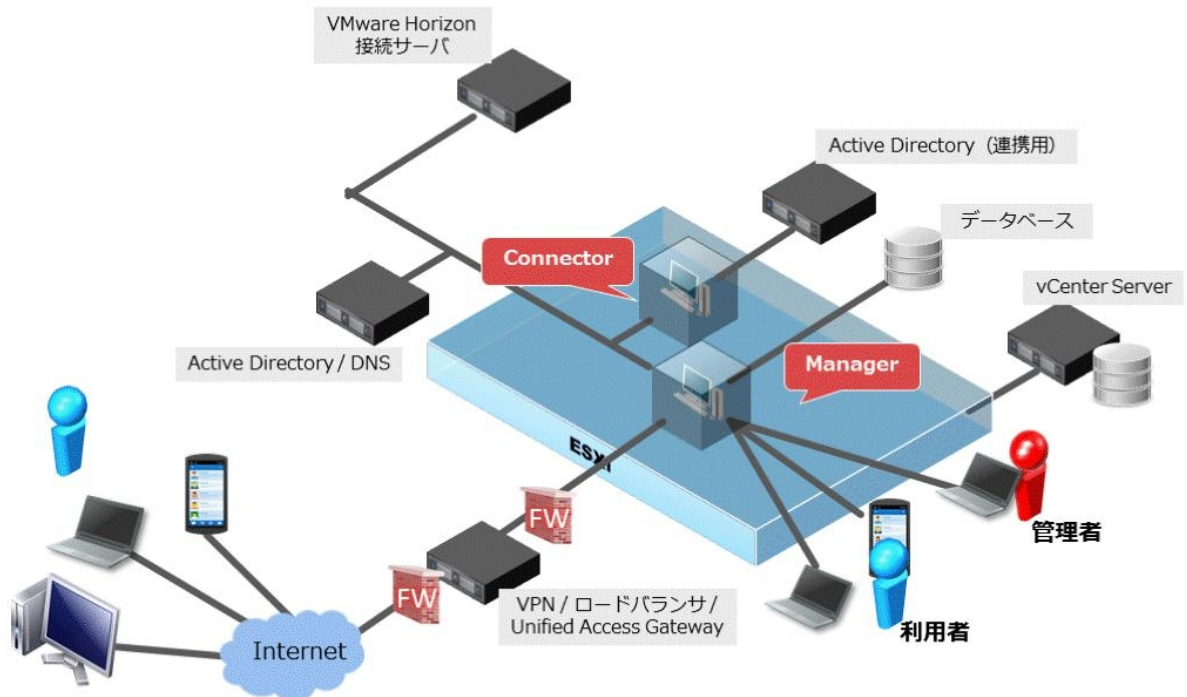 VMware Horizon
接続サーバ
Active Directory（連携用）
データベース
Connector
vCenter Server
Active Directory / DNS
Manager
ESXi
FW
管理者
FW
VPN / ロードバランサ /
Unified Access Gateway
利用者
Internet